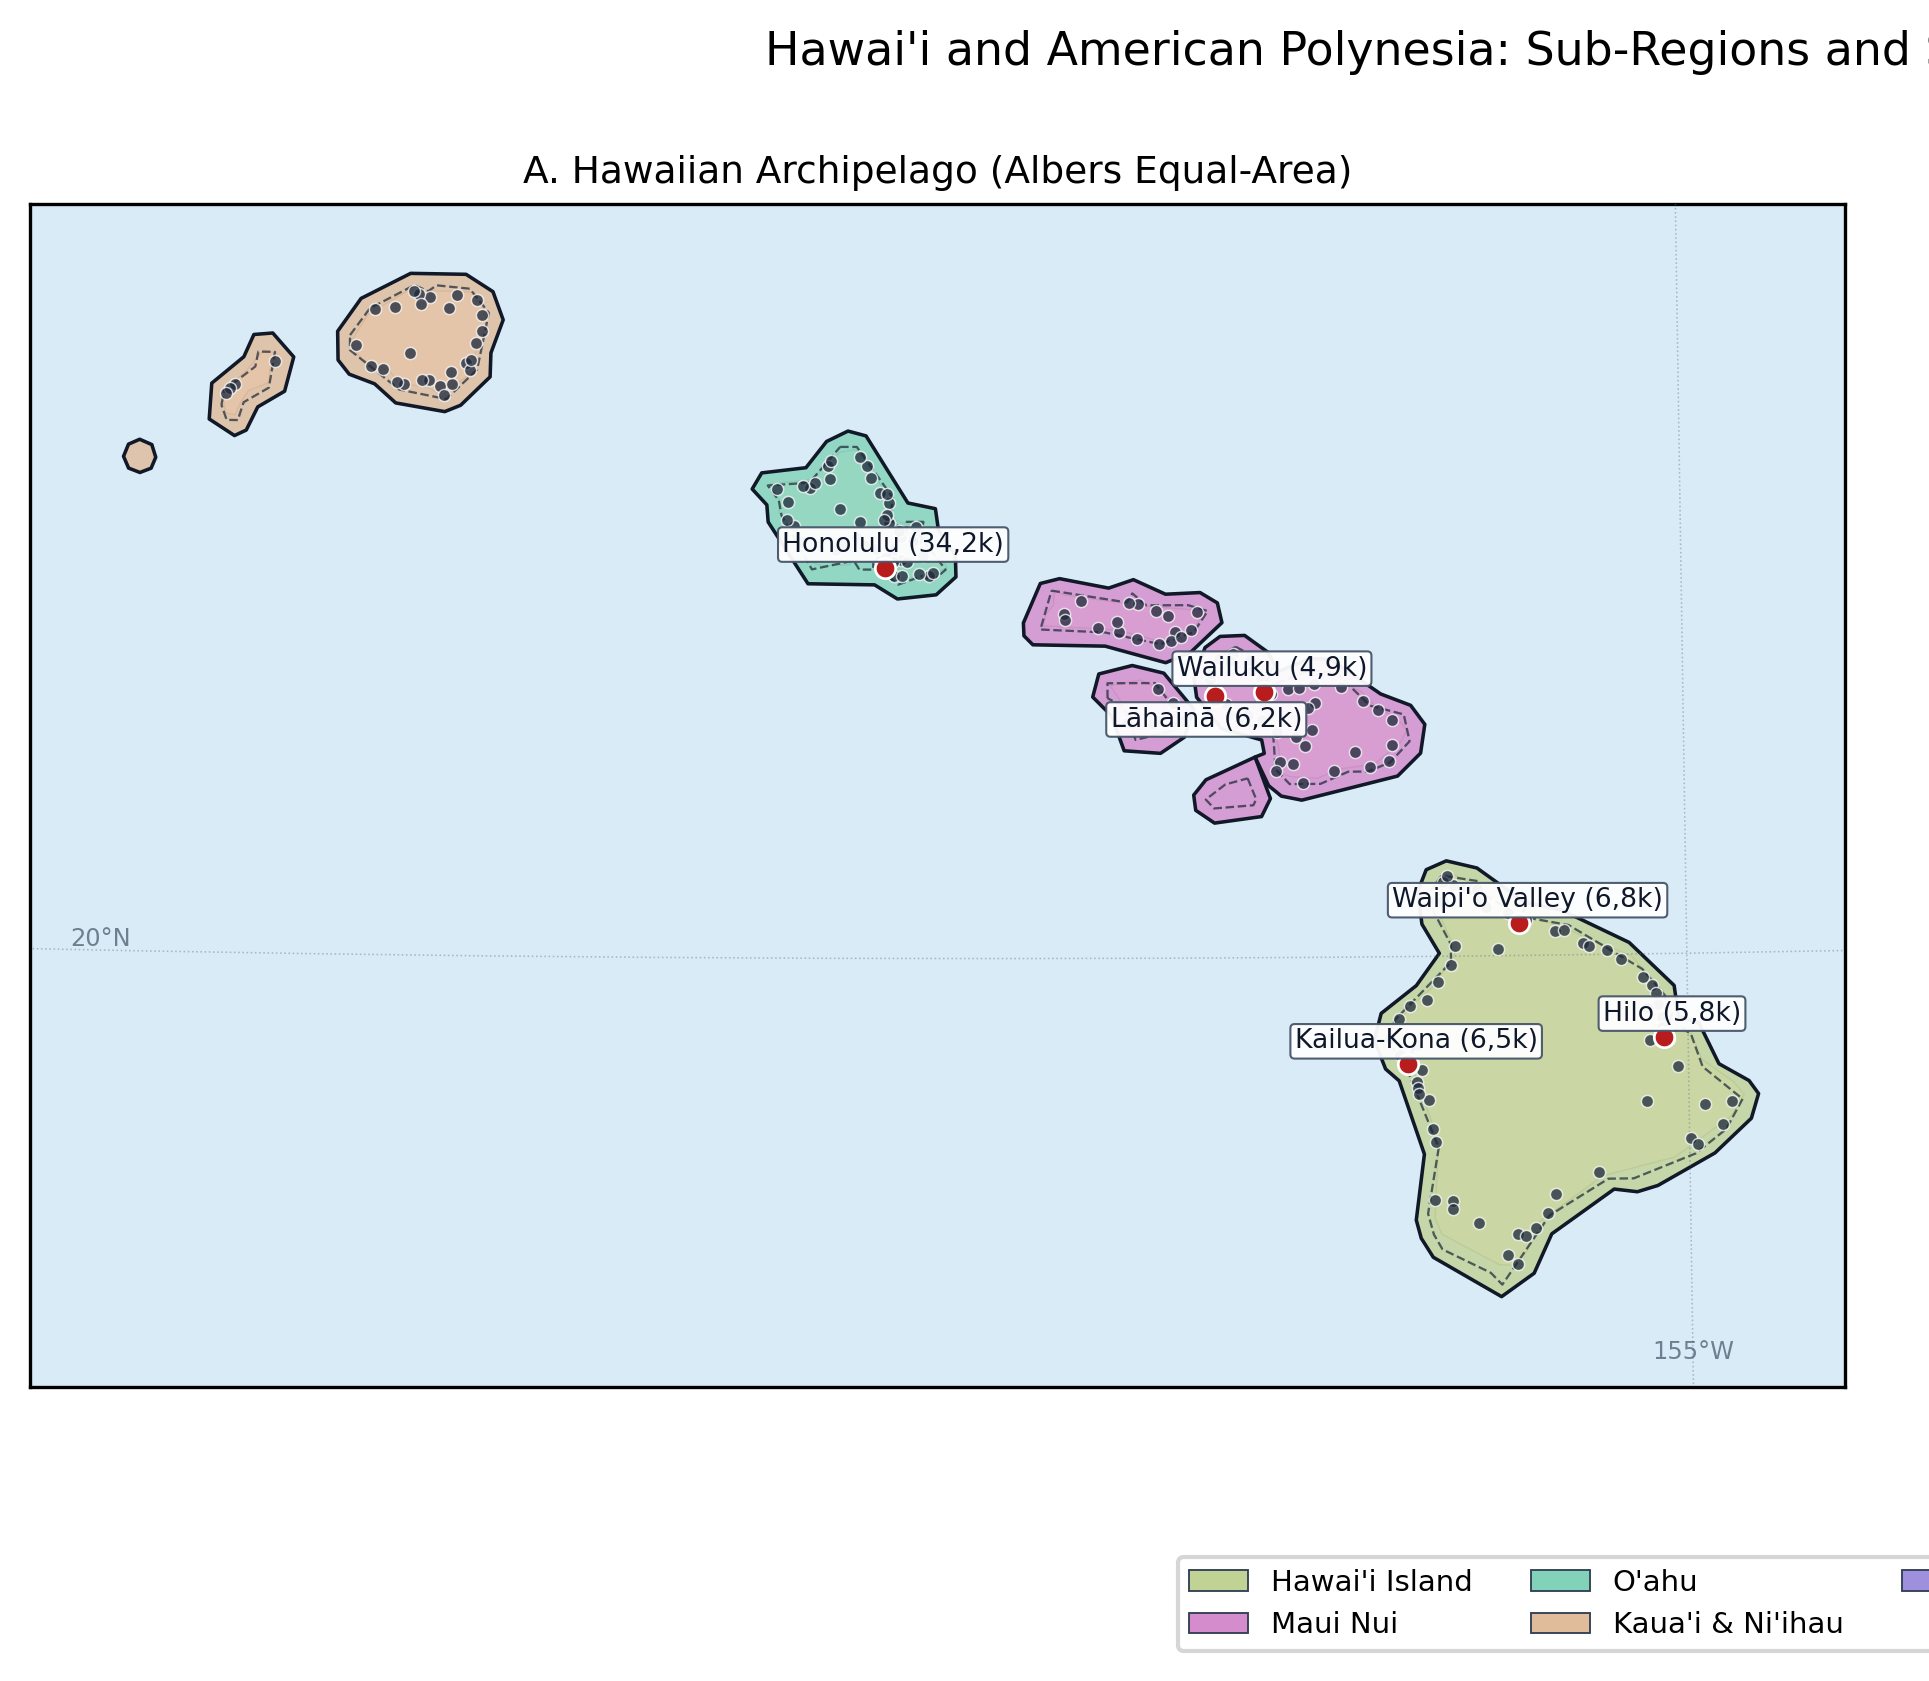 Hawai'i and American Polynesia: Sub-Regions and
A. Hawaiian Archipelago (Albers Equal-Area)
Honolulu (34,2k)
Wailuku (4,9k)
Lāhainā (6,2k)
Waipi'o Valley (6,8k)
20°N
Hilo (5,8k)
Kailua-Kona (6,5k)
155°W
Hawai'i Island
O'ahu
Maui Nui
Kaua'i & Ni'ihau